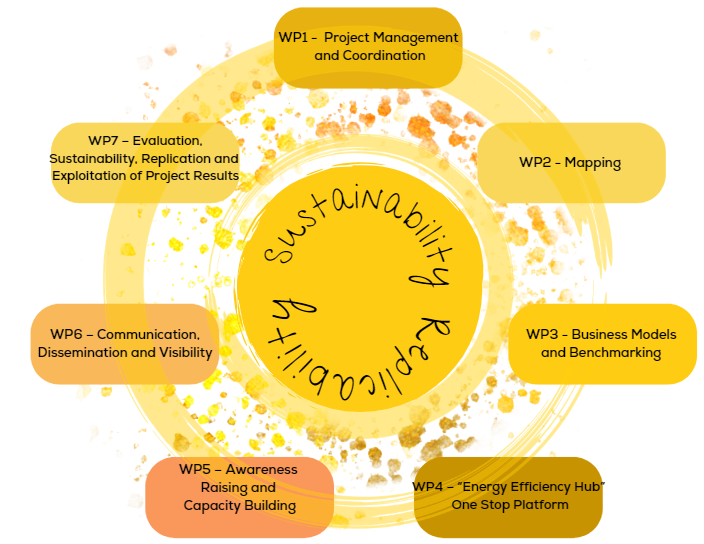 WP1 - Project Management
and Coordination
WP2 - Mapping
WP3 - Business Models
and Benchmarking
WP4 – “Energy Efficiency Hub”
One Stop Platform
WP5 – Awareness
Raising and
Capacity Building
WP6 – Communication,
Dissemination and Visibility
WP7 – Evaluation,
Sustainability, Replication and
Exploitation of Project Results
Sustainability Replicability